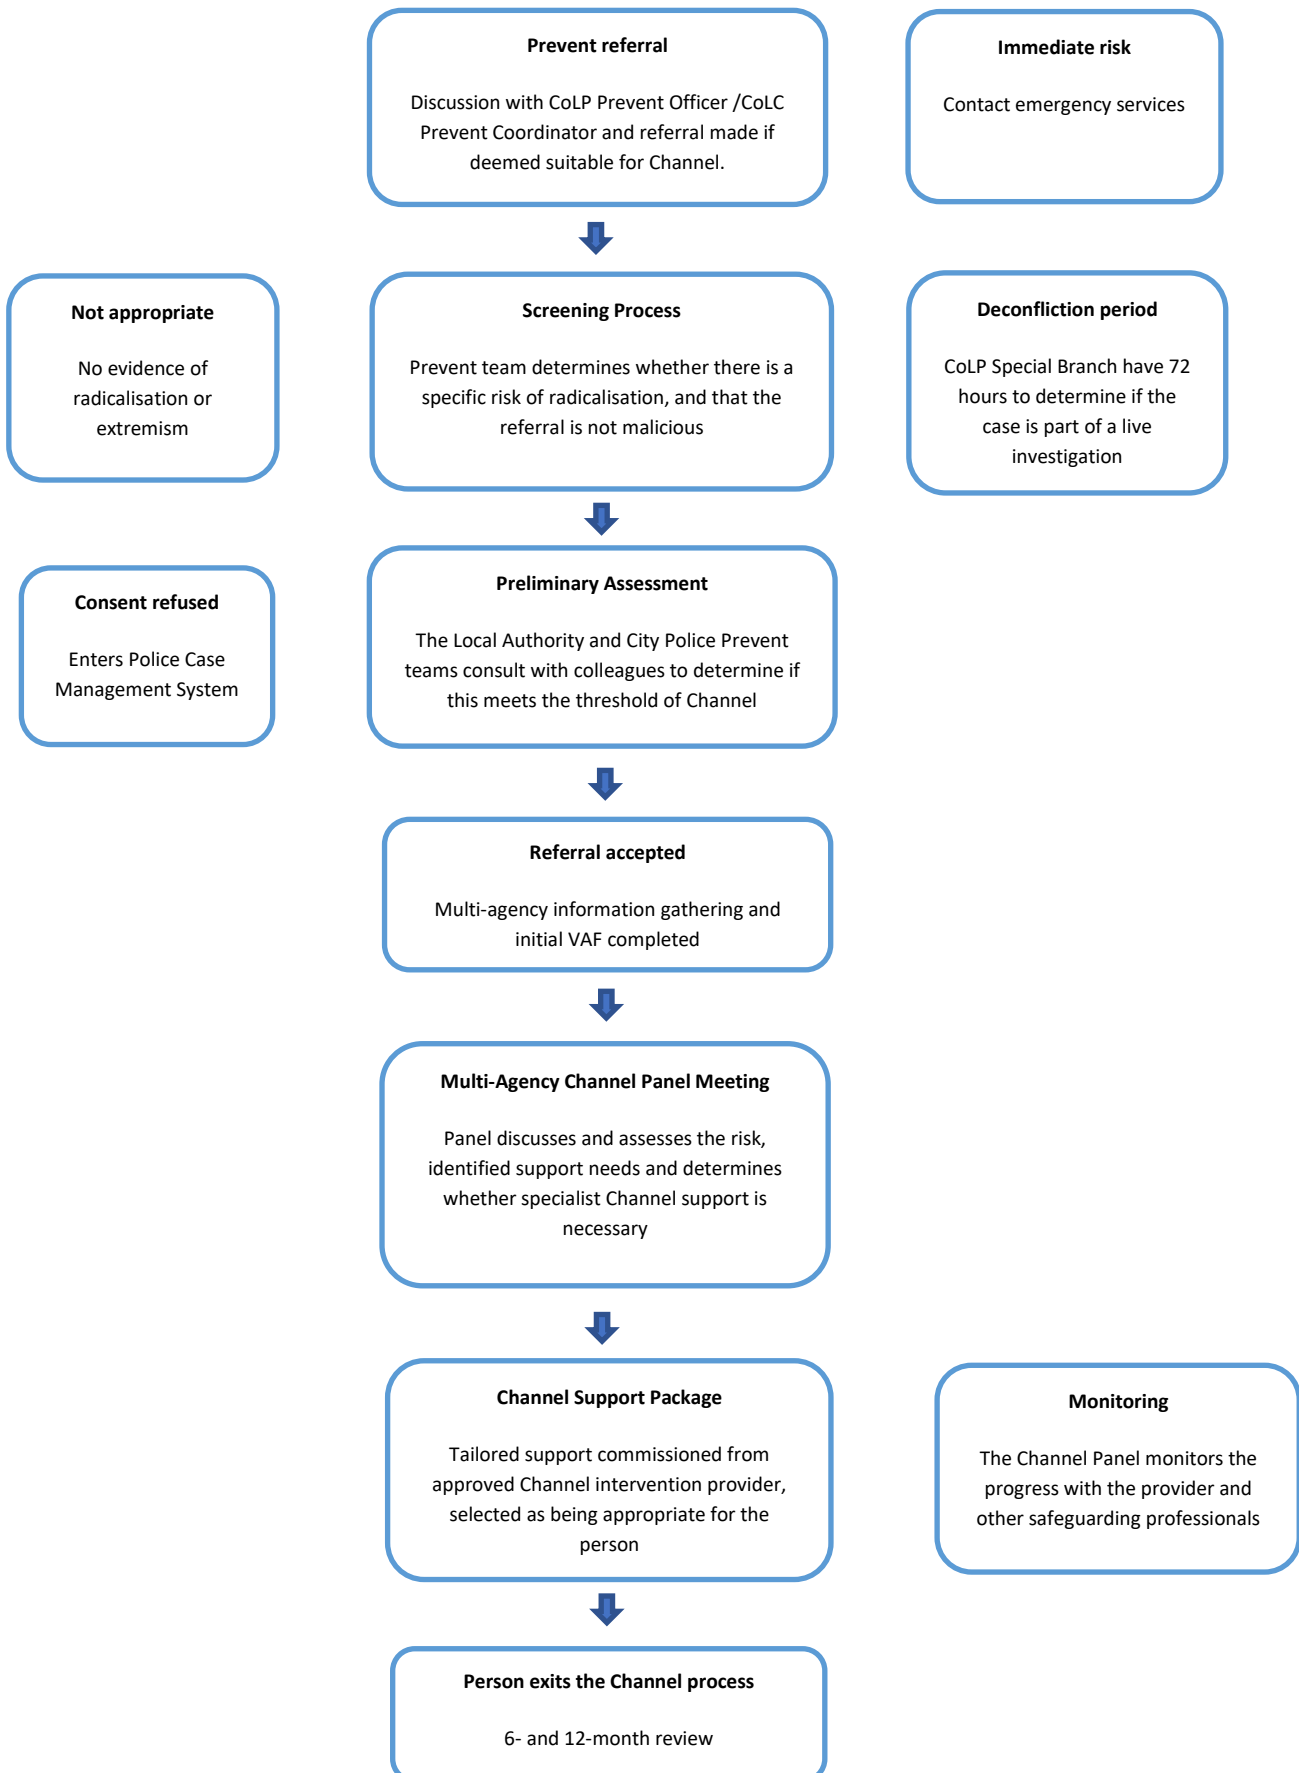 Prevent referral
Discussion with CoLP Prevent Officer /CoLC
Prevent Coordinator and referral made if
deemed suitable for Channel.
Immediate risk
Contact emergency services
Not appropriate
No evidence of
radicalisation or
extremism
Screening Process
Prevent team determines whether there is a
specific risk of radicalisation, and that the
referral is not malicious
Deconfliction period
CoLP Special Branch have 72
hours to determine if the
case is part of a live
investigation
Consent refused
Enters Police Case
Management System
Preliminary Assessment
The Local Authority and City Police Prevent
teams consult with colleagues to determine if
this meets the threshold of Channel
Referral accepted
Multi-agency information gathering and
initial VAF completed
Multi-Agency Channel Panel Meeting
Panel discusses and assesses the risk,
identified support needs and determines
whether specialist Channel support is
necessary
Channel Support Package
Tailored support commissioned from
approved Channel intervention provider,
selected as being appropriate for the
person
Monitoring
The Channel Panel monitors the
progress with the provider and
other safeguarding professionals
Person exits the Channel process
6- and 12-month review